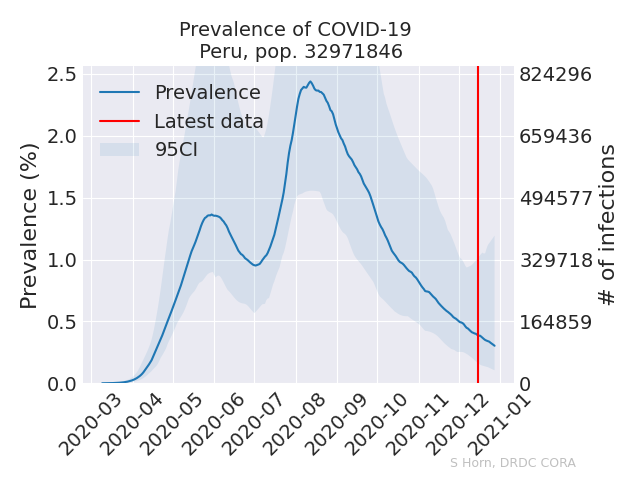 Prevalence of COVID-19
Peru, pop. 32971846
Prevalence (%)
2.5
2.0
1.5
1.0
0.5
0.0
Prevalence
Latest data
95CI
824296
659436
494577
329718
164859
0
# of infections
2020-03
2020-04
2020-05
2020-06
2020-07
2020-08
2020-09
2020-10
2020-11
2020-12
2021-01
S Horn, DRDC CORA